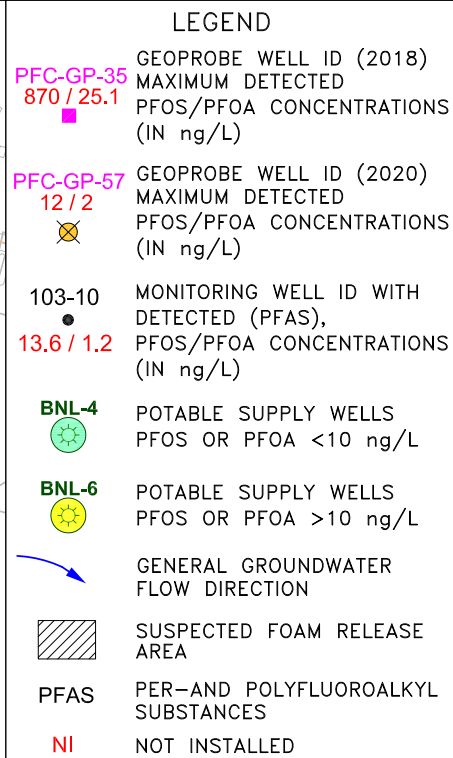 LEGEND
PFC-GP-35
870 / 25.1
GEOPROBE WELL ID (2018)
MAXIMUM DETECTED
PFOS/PFOA CONCENTRATIONS
(IN ng/L)
PFC-GP-57
12 / 2
GEOPROBE WELL ID (2020)
MAXIMUM DETECTED
PFOS/PFOA CONCENTRATIONS
(IN ng/L)
103-10
13.6 / 1.2
MONITORING WELL ID WITH
DETECTED (PFAS),
PFOS/PFOA CONCENTRATIONS
(IN ng/L)
BNL-4
POTABLE SUPPLY WELLS
PFOS OR PFOA <10 ng/L
BNL-6
POTABLE SUPPLY WELLS
PFOS OR PFOA >10 ng/L
GENERAL GROUNDWATER
FLOW DIRECTION
SUSPECTED FOAM RELEASE
AREA
PFAS
PER-AND POLYFLUOROALKYL
SUBSTANCES
NI
NOT INSTALLED